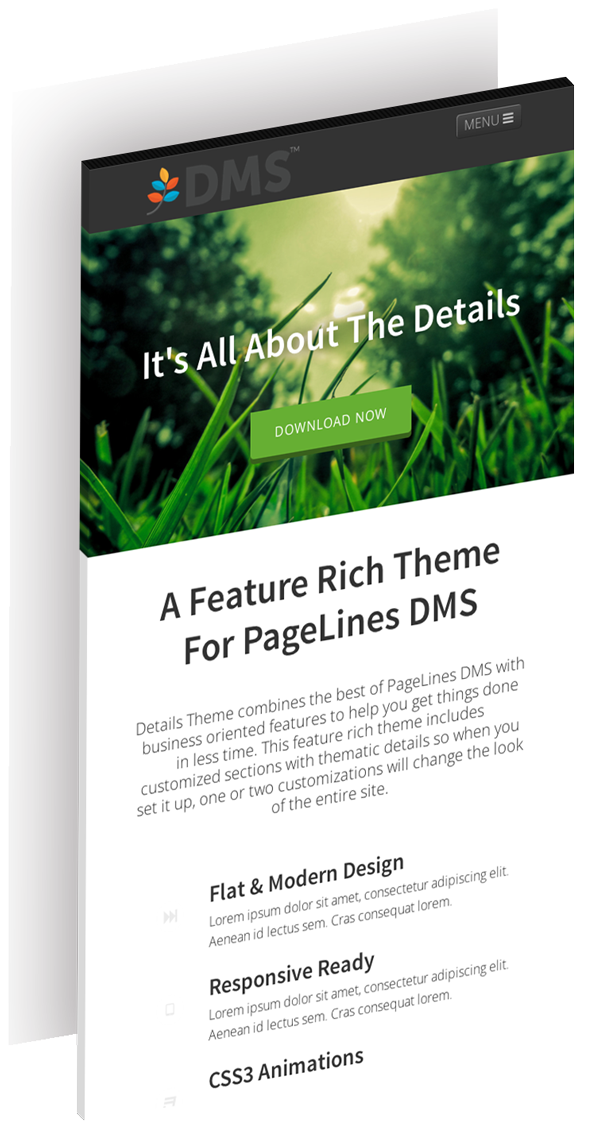 DMS™
MENU
It's All About The Details
DOWNLOAD NOW
A Feature Rich Theme
For PageLines DMS
Details Theme combines the best of PageLines DMS with
business oriented features to help you get things done
in less time. This feature rich theme includes
customized sections with thematic details so when you
set it up, one or two customizations will change the look
of the entire site.
Flat & Modern Design
Lorem ipsum dolor sit amet, consectetur adipiscing elit.
Aenean id lectus sem. Cras consequat lorem.
Responsive Ready
Lorem ipsum dolor sit amet, consectetur adipiscing elit.
Aenean id lectus sem. Cras consequat lorem.
CSS3 Animations